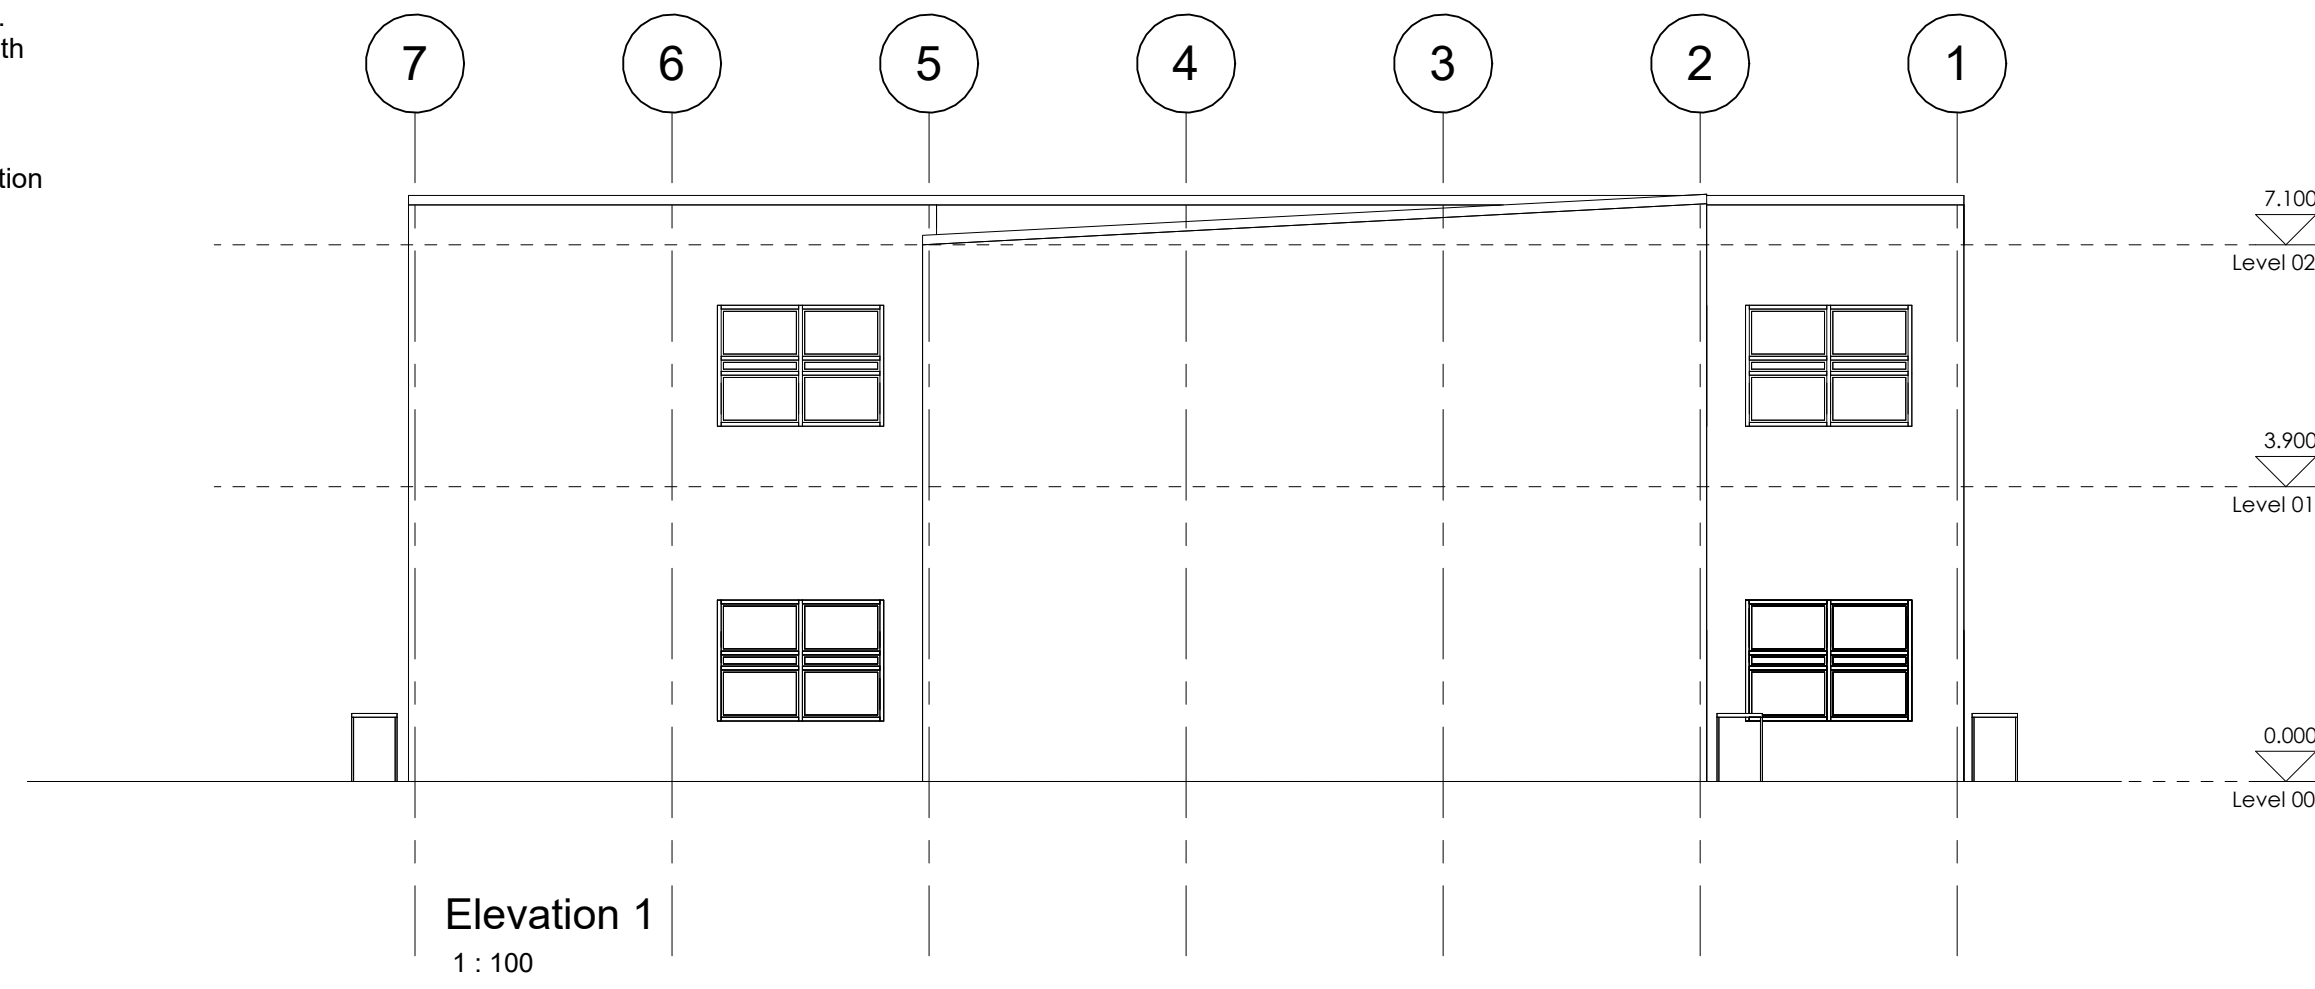 .
th
tion
7 6 5 4 3 2 1
7.100
Level 02
3.900
Level 01
0.000
Level 00
Elevation 1
1 : 100